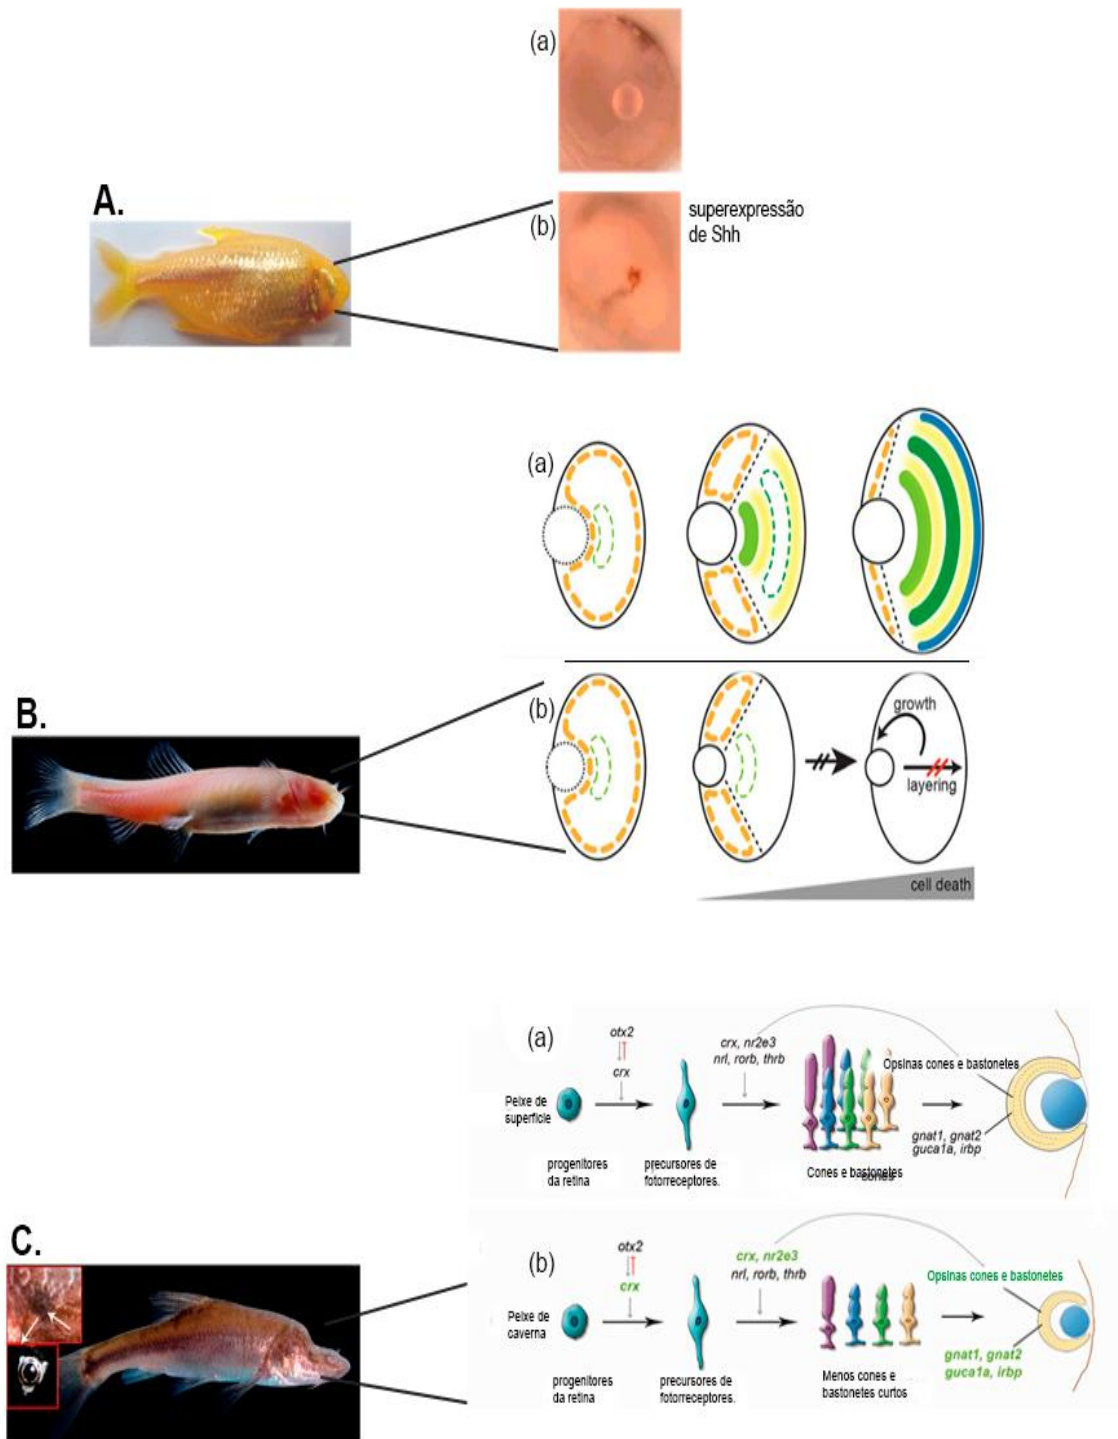 (a)
A.
(b)
superexpressão
de Shh
(a)
B.
(b)
growth
layering
cell death
(a)
otx2
crx
crx, nr2e3
nrl, rorb, thrb
Opsinas cones e bastonetes
Peixe de
superfície
gnat1, gnat2
guca1a, irbp
progenitores
da retina
precursores de
fotorreceptores.
Cones e bastonetes
cones
C.
(b)
otx2
crx
crx, nr2e3
nrl, rorb, thrb
Opsinas cones e bastonetes
Peixe de
caverna
gnat1, gnat2
guca1a, irbp
progenitores
da retina
precursores de
fotorreceptores.
Menos cones e
bastonetes curtos